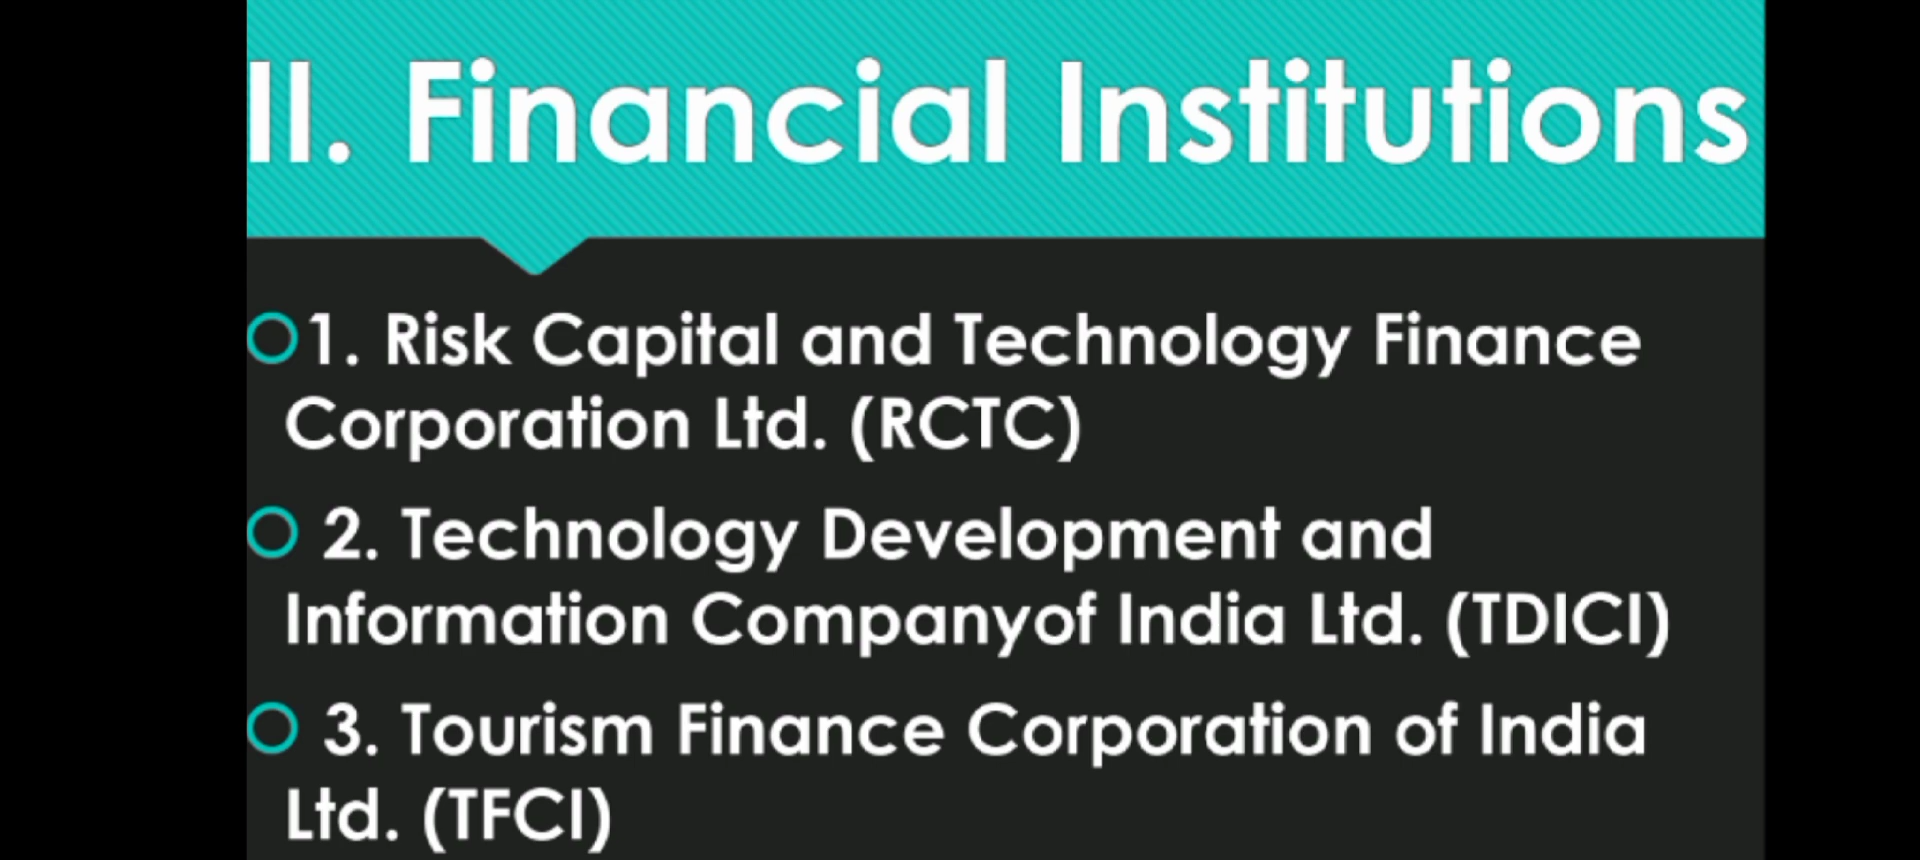 II. Financial Institutions
1. Risk Capital and Technology Finance
Corporation Ltd. (RCTC)
2. Technology Development and
Information Companyof India Ltd. (TDICI)
3. Tourism Finance Corporation of India
Ltd. (TFCI)